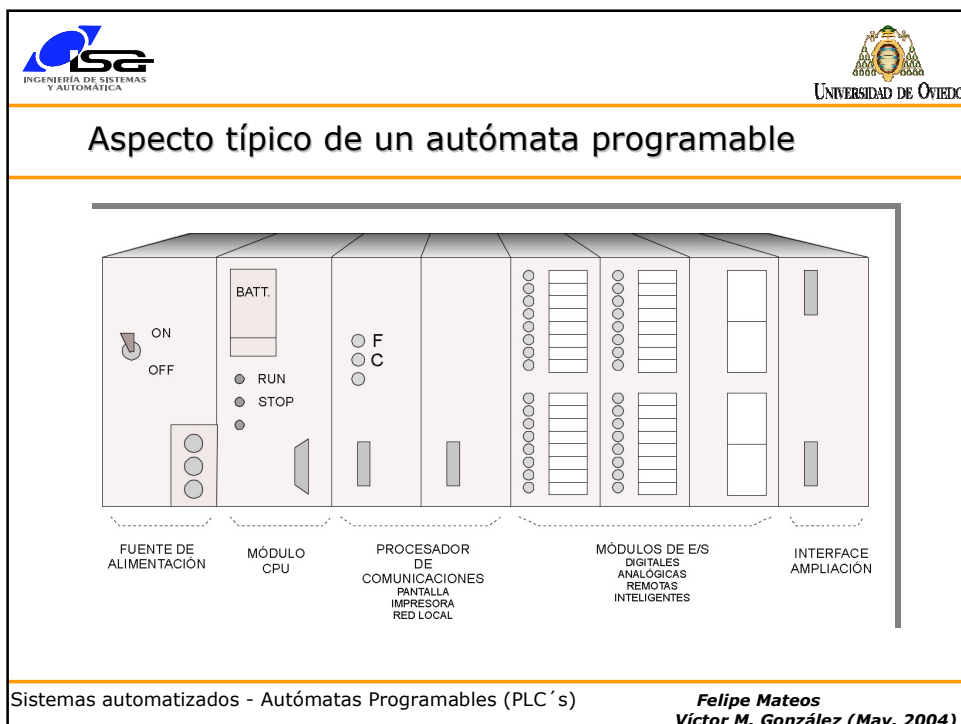 isa
INGENIERÍA DE SISTEMAS
Y AUTOMÁTICA
UNIVERSIDAD DE OVIEDO
Aspecto típico de un autómata programable
BATT.
ON
OFF
RUN
STOP
F
C
FUENTE DE
ALIMENTACIÓN
MÓDULO
CPU
PROCESADOR
DE
COMUNICACIONES
PANTALLA
IMPRESORA
RED LOCAL
MÓDULOS DE E/S
DIGITALES
ANALÓGICAS
REMOTAS
INTELIGENTES
INTERFACE
AMPLIACIÓN
Sistemas automatizados - Autómatas Programables (PLC´s)
Felipe Mateos
Víctor M. González (May. 2004)